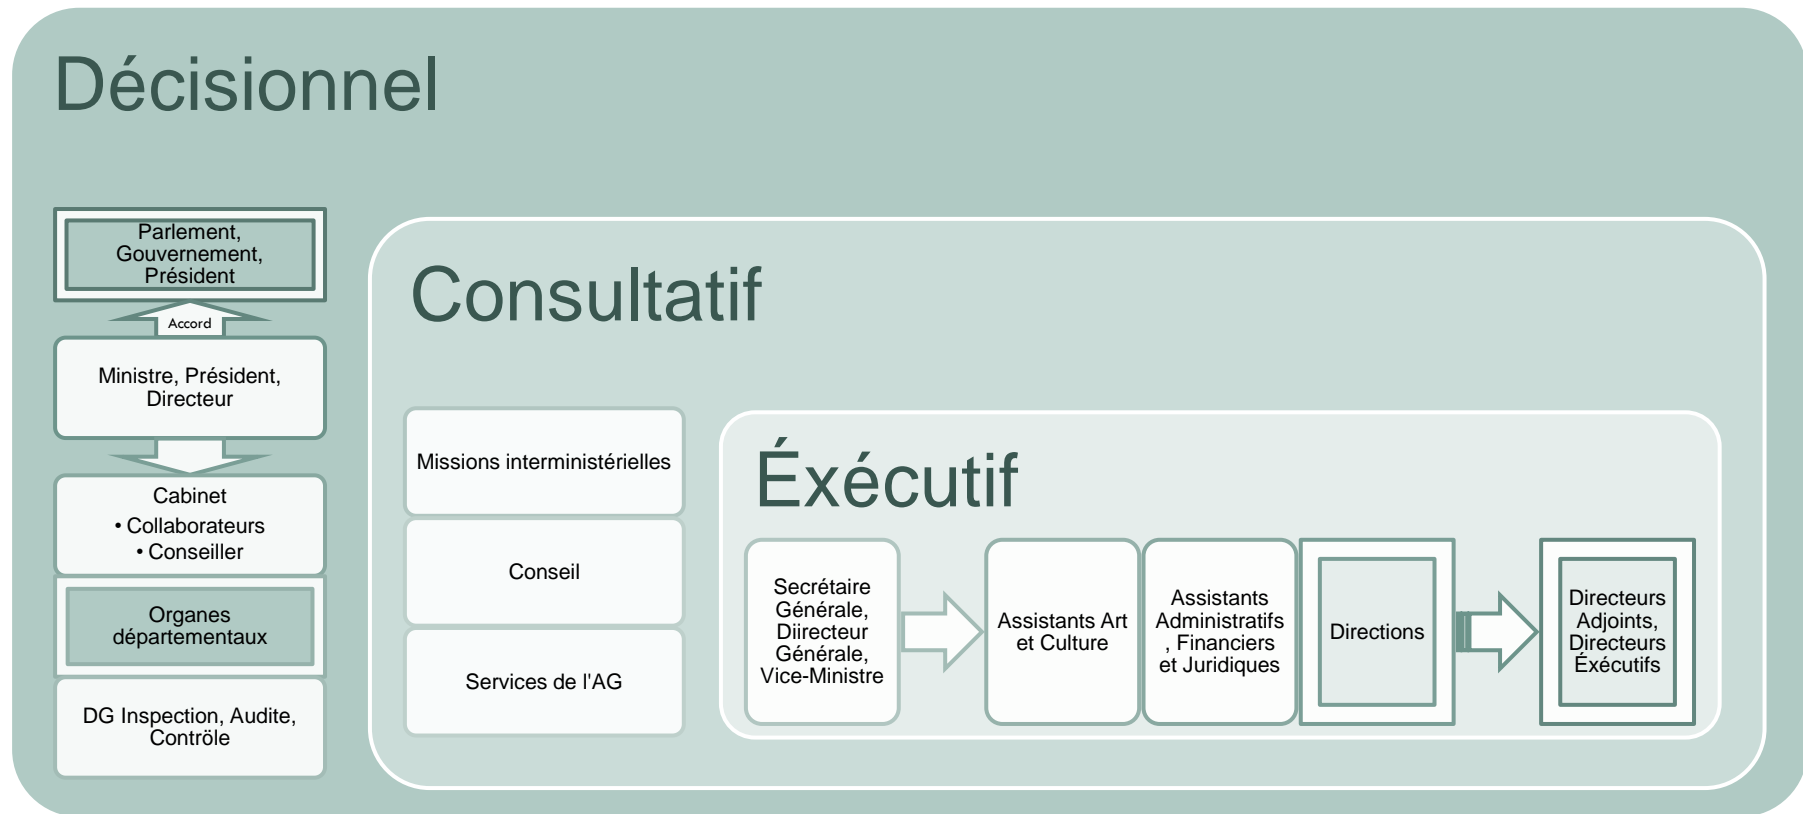 Décisionnel
Parlement,
Gouvernement,
Président
Accord
Ministre, Président,
Directeur
Cabinet
• Collaborateurs
• Conseiller
Organes
départementaux
DG Inspection, Audite,
Contröle
Consultatif
Missions interministérielles
Conseil
Services de l'AG
Éxécutif
Secrétaire
Générale,
Diirecteur
Générale,
Vice-Ministre
Assistants Art
et Culture
Assistants
Administratifs
, Financiers
et Juridiques
Directions
Directeurs
Adjoints,
Directeurs
Éxécutifs